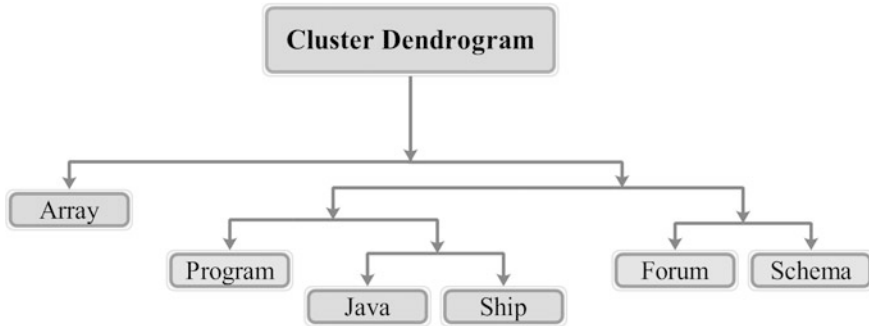 Cluster Dendrogram
Array
Program
Forum
Schema
Java
Ship